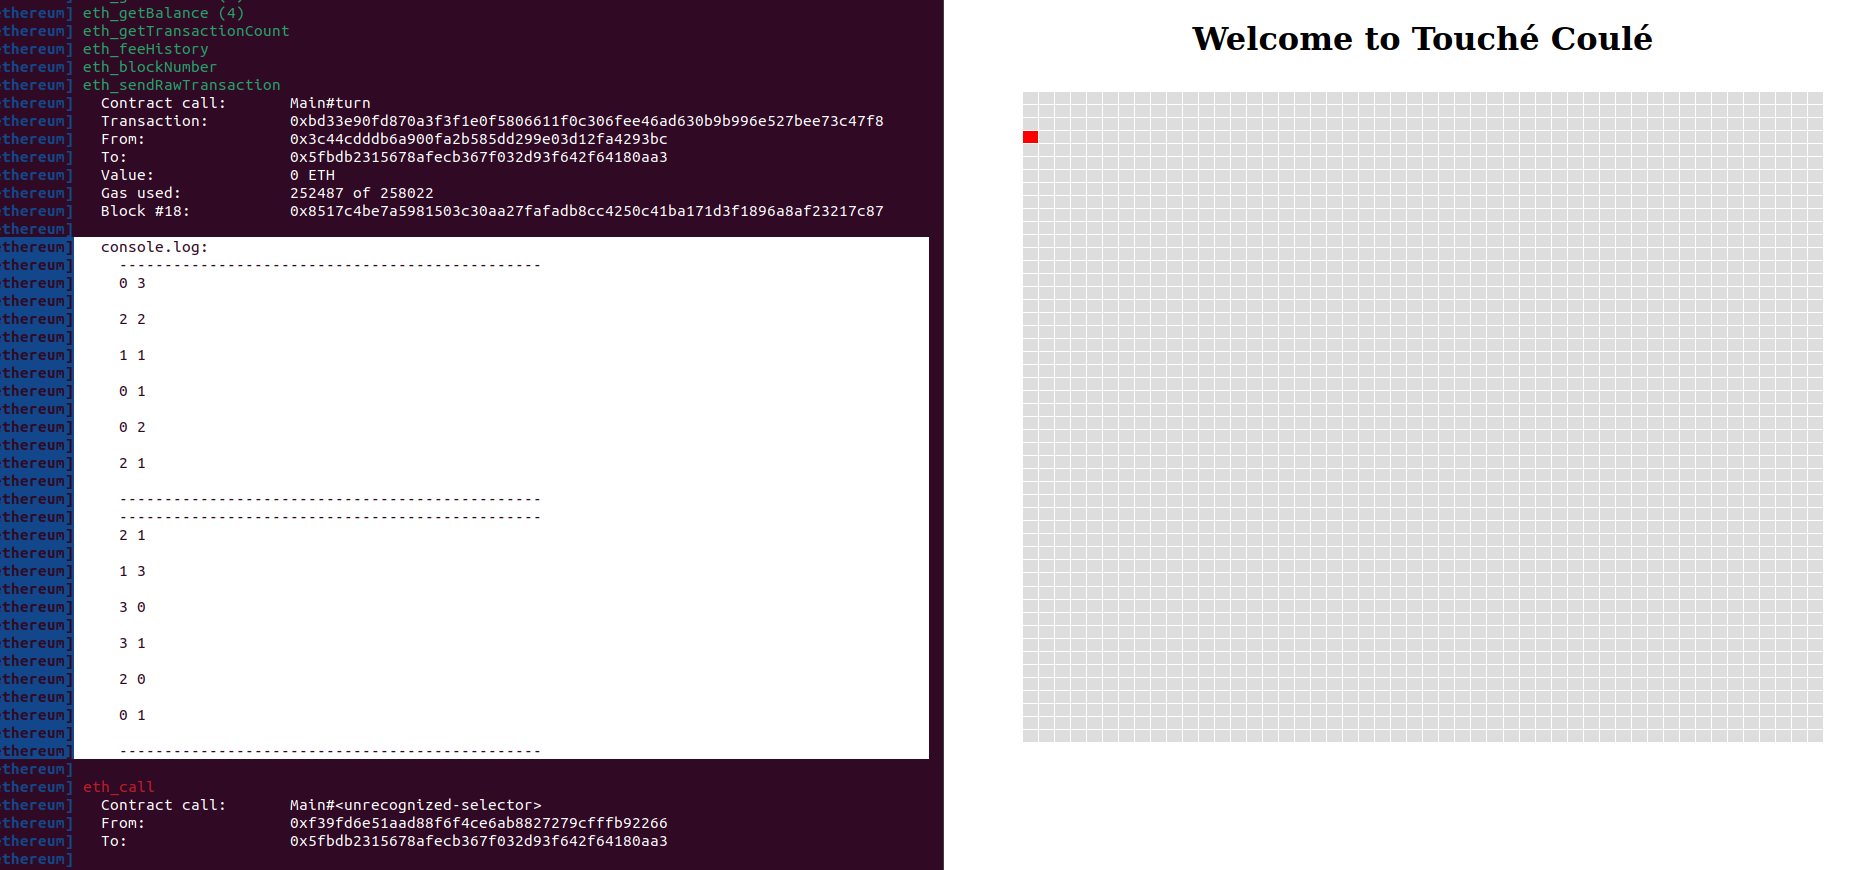 thereum] eth_getBalance (4)
thereum] eth_getTransactionCount
thereum] eth_feeHistory
thereum] eth_blockNumber
thereum] eth_sendRawTransaction
thereum] Contract call: Main#turn
thereum] Transaction: 0xbd33e90fd870a3f3f1e0f5806611f0c306fee46ad630b9b996e527bee73c47f8
thereum] From: 0x3c44cdddb6a900fa2b585dd299e03d12fa4293bc
thereum] To: 0x5fbdb2315678afecb367f032d93f642f64180aa3
thereum] Value: 0 ETH
thereum] Gas used: 252487 of 258022
thereum] Block #18: 0x8517c4be7a5981503c30aa27fafadb8cc4250c41ba171d3f1896a8af23217c87
thereum]
thereum] console.log:
thereum] -----------------------------------------------
thereum] 0 3
thereum]
thereum] 2 2
thereum]
thereum] 1 1
thereum]
thereum] 0 1
thereum]
thereum] 0 2
thereum]
thereum] 2 1
thereum]
thereum] -----------------------------------------------
thereum] -----------------------------------------------
thereum] 2 1
thereum]
thereum] 1 3
thereum]
thereum] 3 0
thereum]
thereum] 3 1
thereum]
thereum] 2 0
thereum]
thereum] 0 1
thereum]
thereum] -----------------------------------------------
thereum]
thereum] eth_call
thereum] Contract call: Main#<unrecognized-selector>
thereum] From: 0xf39fd6e51aad88f6f4ce6ab8827279cfffb92266
thereum] To: 0x5fbdb2315678afecb367f032d93f642f64180aa3
thereum]
Welcome to Touché Coulé